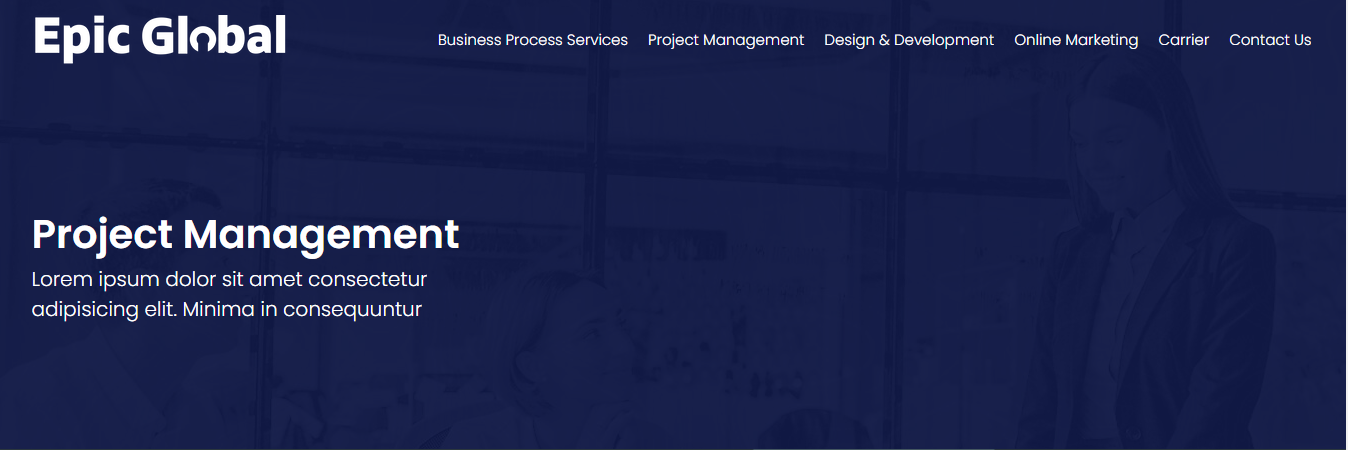 Epic Global
Business Process Services Project Management Design & Development Online Marketing Carrier Contact Us
Project Management
Lorem ipsum dolor sit amet consectetur
adipisicing elit. Minima in consequuntur